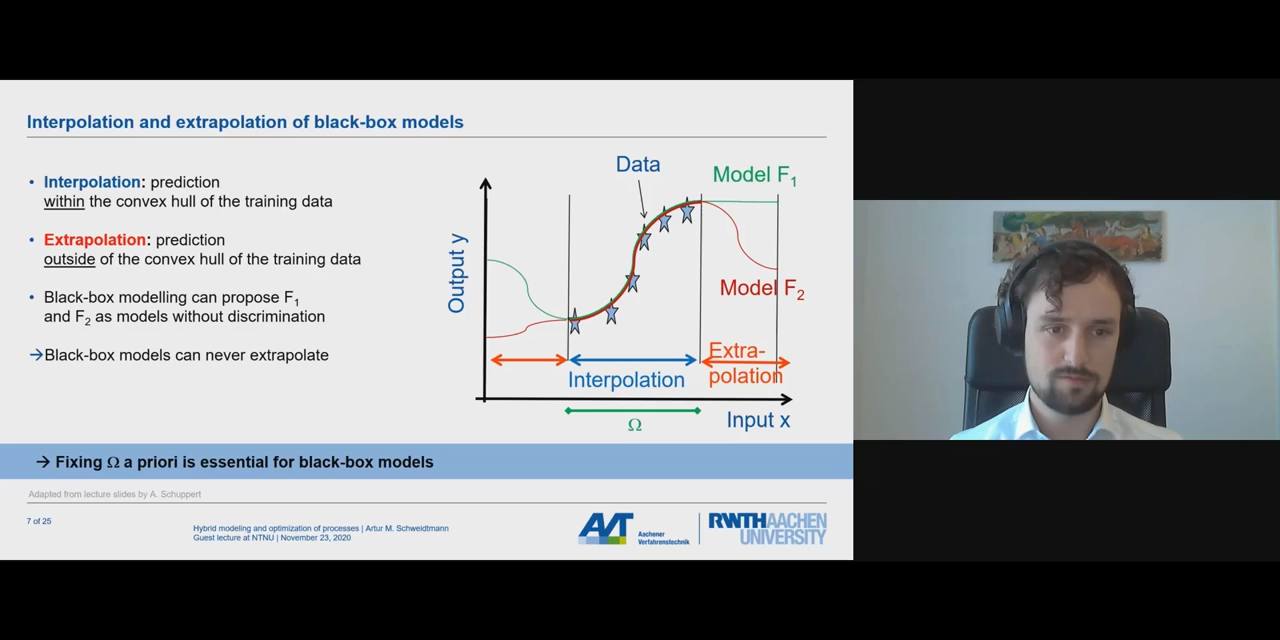 Interpolation and extrapolation of black-box models
• Interpolation: prediction
within the convex hull of the training data
• Extrapolation: prediction
outside of the convex hull of the training data
• Black-box modelling can propose F₁
and F₂ as models without discrimination
→Black-box models can never extrapolate
Data
Model F₁
Output y
Model F₂
Interpolation
Extra-
polation
Input x
Ω
→ Fixing Ω a priori is essential for black-box models
Adapted from lecture slides by A. Schuppert
7 of 25
Hybrid modeling and optimization of processes | Artur M. Schweidtmann
Guest lecture at NTNU | November 23, 2020
AVT
Aachener
Verfahrenstechnik
RWTHAACHEN
UNIVERSITY